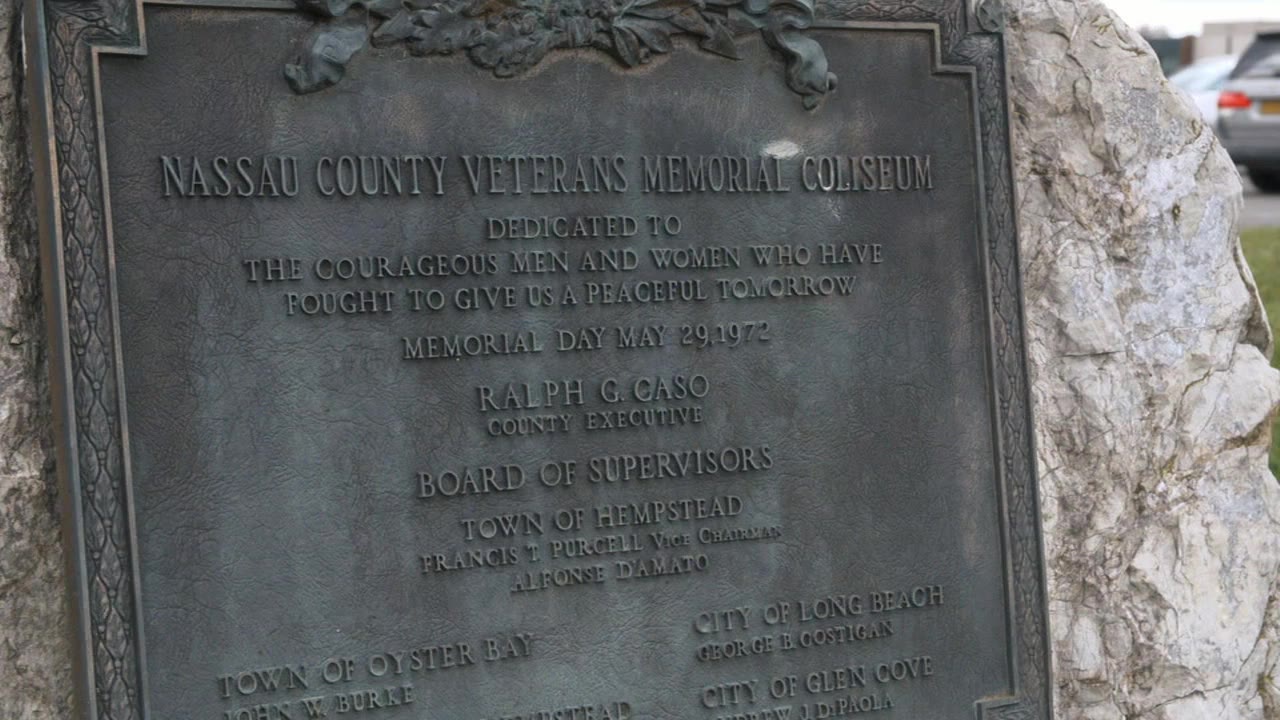 NASSAU COUNTY VETERANS MEMORIAL COLISEUM
DEDICATED TO
THE COURAGEOUS MEN AND WOMEN WHO HAVE
FOUGHT TO GIVE US A PEACEFUL TOMORROW
MEMORIAL DAY MAY 29, 1972
RALPH G. CASO
COUNTY EXECUTIVE
BOARD OF SUPERVISORS
TOWN OF HEMPSTEAD
FRANCIS T. PURCELL VICE CHAIRMAN
ALFONSE D'AMATO
CITY OF LONG BEACH
GEORGE B. COSTIGAN
TOWN OF OYSTER BAY
JOHN W. BURKE
CITY OF GLEN COVE
J. DIPAOLA
HEMPSTEAD